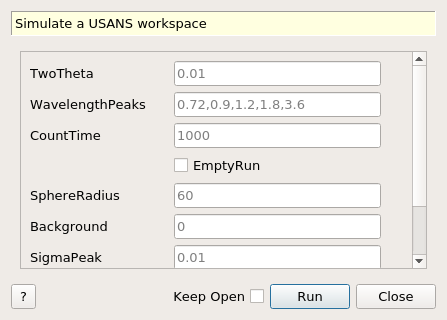 Simulate a USANS workspace
TwoTheta 0.01
WavelengthPeaks 0.72,0.9,1.2,1.8,3.6
CountTime 1000
EmptyRun
SphereRadius 60
Background 0
SigmaPeak 0.01
? Keep Open Run Close